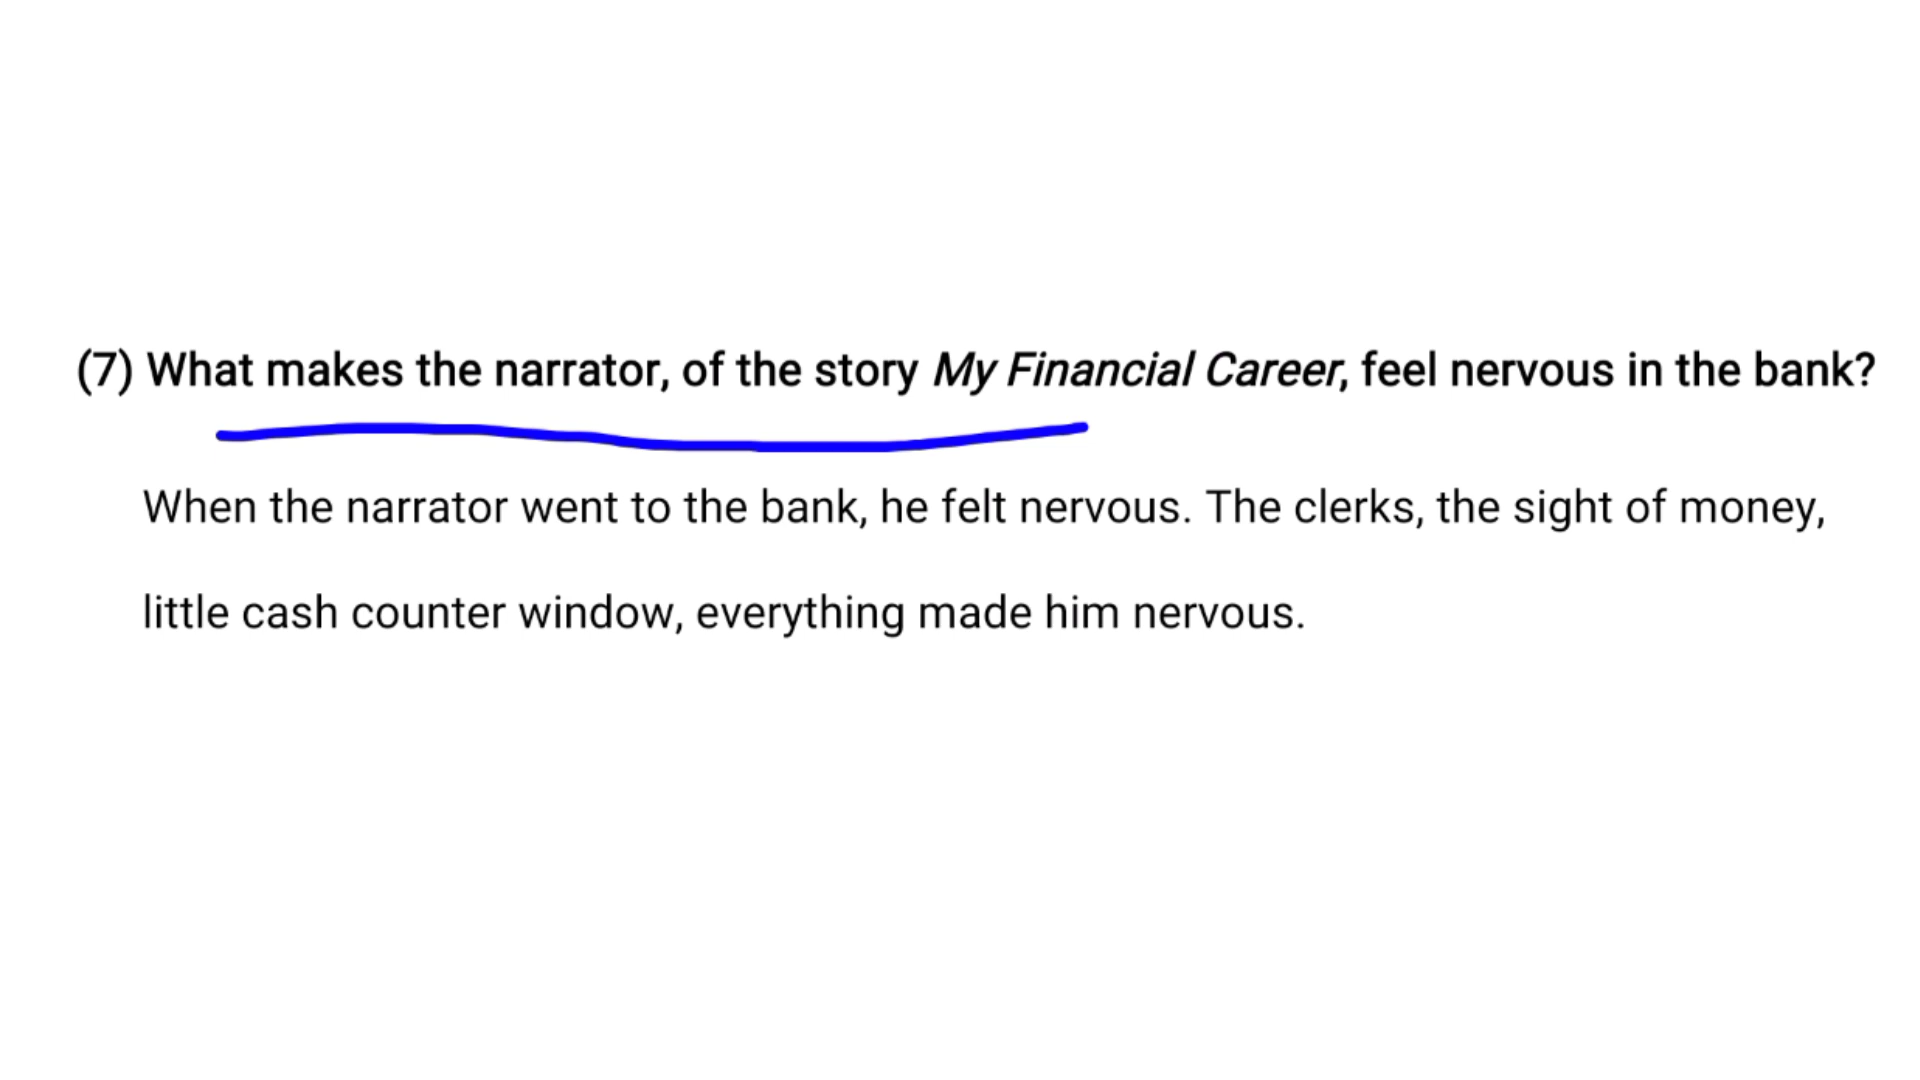 (7) What makes the narrator, of the story My Financial Career, feel nervous in the bank?
When the narrator went to the bank, he felt nervous. The clerks, the sight of money,
little cash counter window, everything made him nervous.